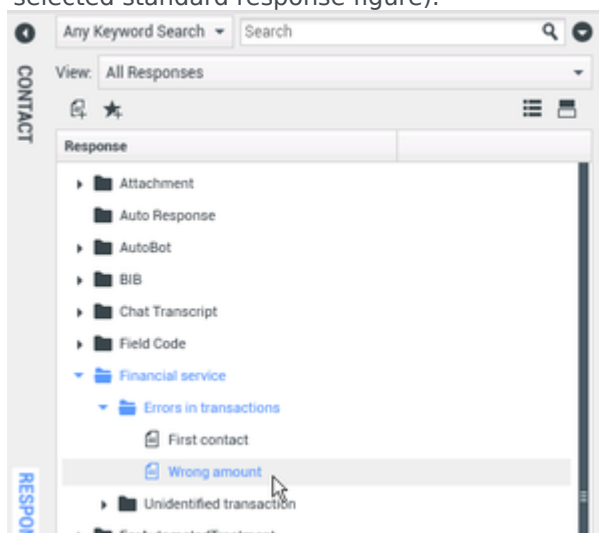 selected standard response figure).
Any Keyword Search Search
CONTACT
View: All Responses
Response
Attachment
Auto Response
AutoBot
BIB
Chat Transcript
Field Code
Financial service
Errors in transactions
First contact
Wrong amount
Unidentified transaction
RESPON